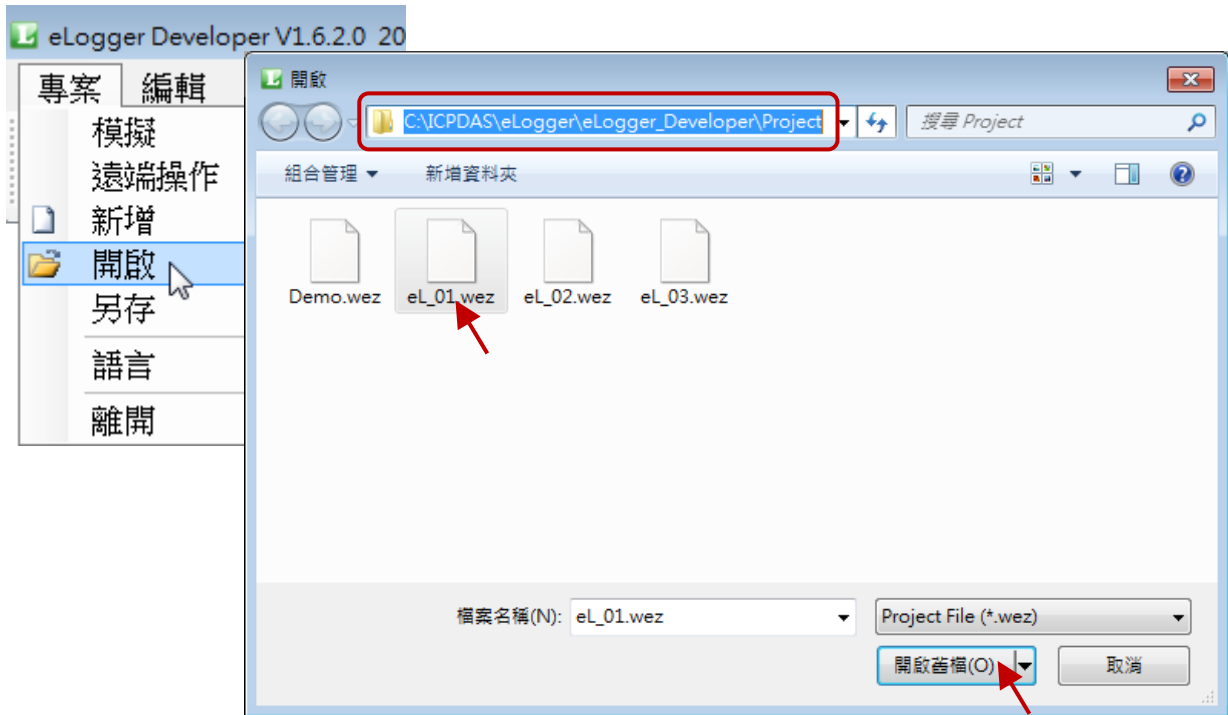 eLogger Developer V1.6.2.0 20
專案 編輯
模擬
遠端操作
新增
開啟
另存
語言
離開
開啟
C:\ICPDAS\eLogger\eLogger_Developer\Project
搜尋 Project
組合管理 新增資料夾
Demo.wez eL_01.wez eL_02.wez eL_03.wez
檔案名稱(N): eL_01.wez Project File (*.wez)
開啟舊檔(O) 取消